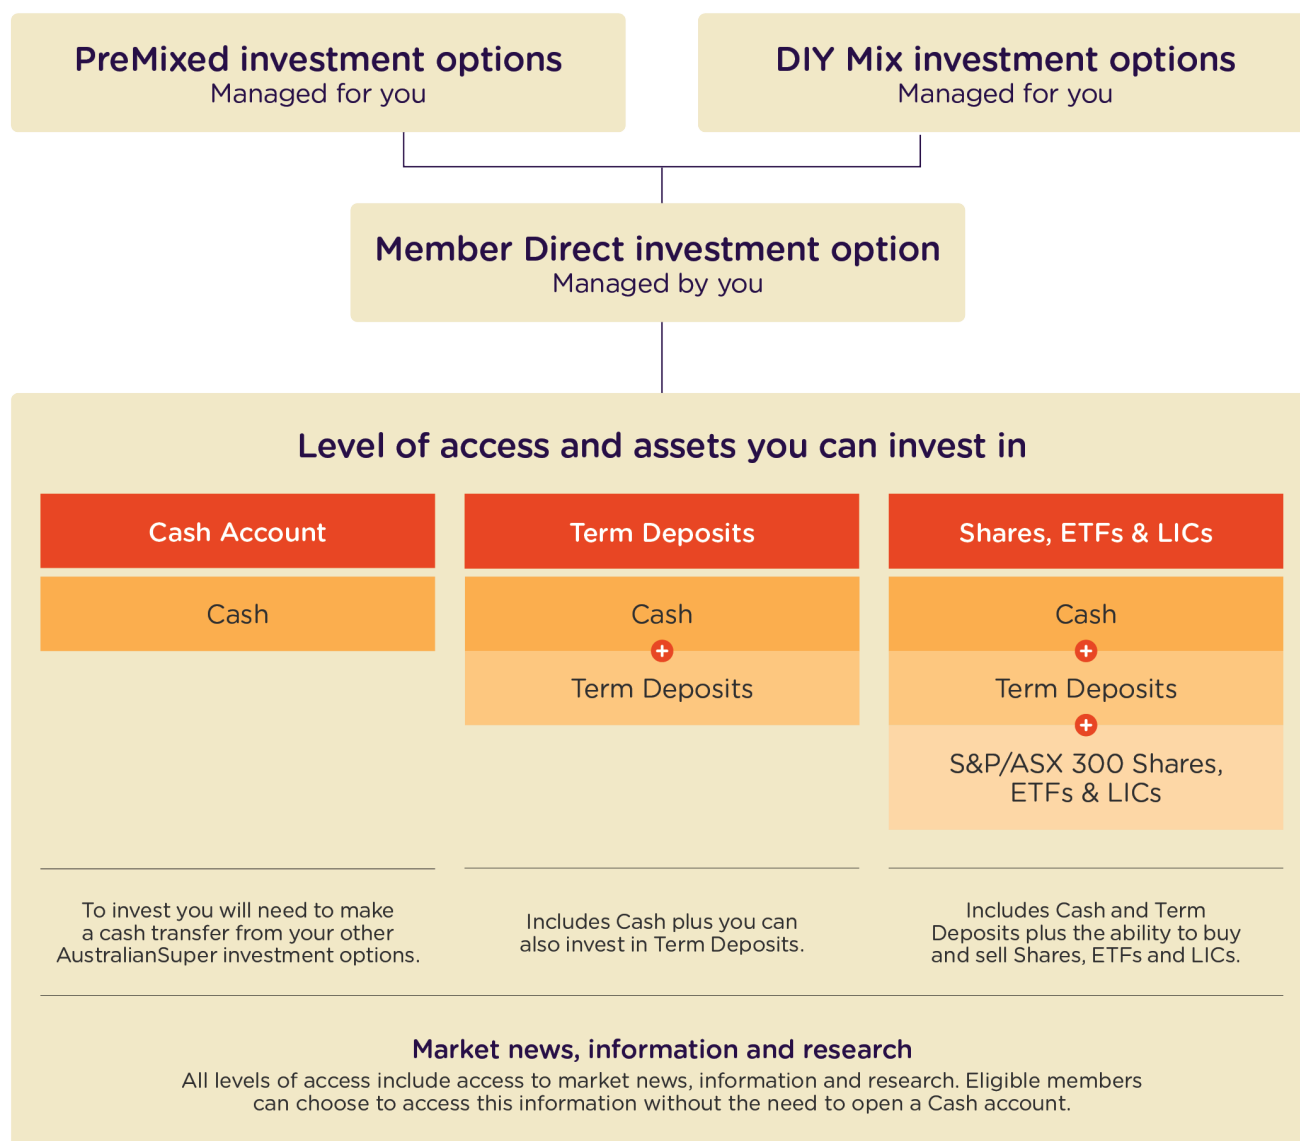 PreMixed investment options
Managed for you
DIY Mix investment options
Managed for you
Member Direct investment option
Managed by you
Level of access and assets you can invest in
Cash Account
Cash
To invest you will need to make
a cash transfer from your other
AustralianSuper investment options.
Term Deposits
Cash
+
Term Deposits
Includes Cash plus you can
also invest in Term Deposits.
Shares, ETFs & LICs
Cash
+
Term Deposits
+
S&P/ASX 300 Shares,
ETFs & LICs
Includes Cash and Term
Deposits plus the ability to buy
and sell Shares, ETFs and LICs.
Market news, information and research
All levels of access include access to market news, information and research. Eligible members
can choose to access this information without the need to open a Cash account.